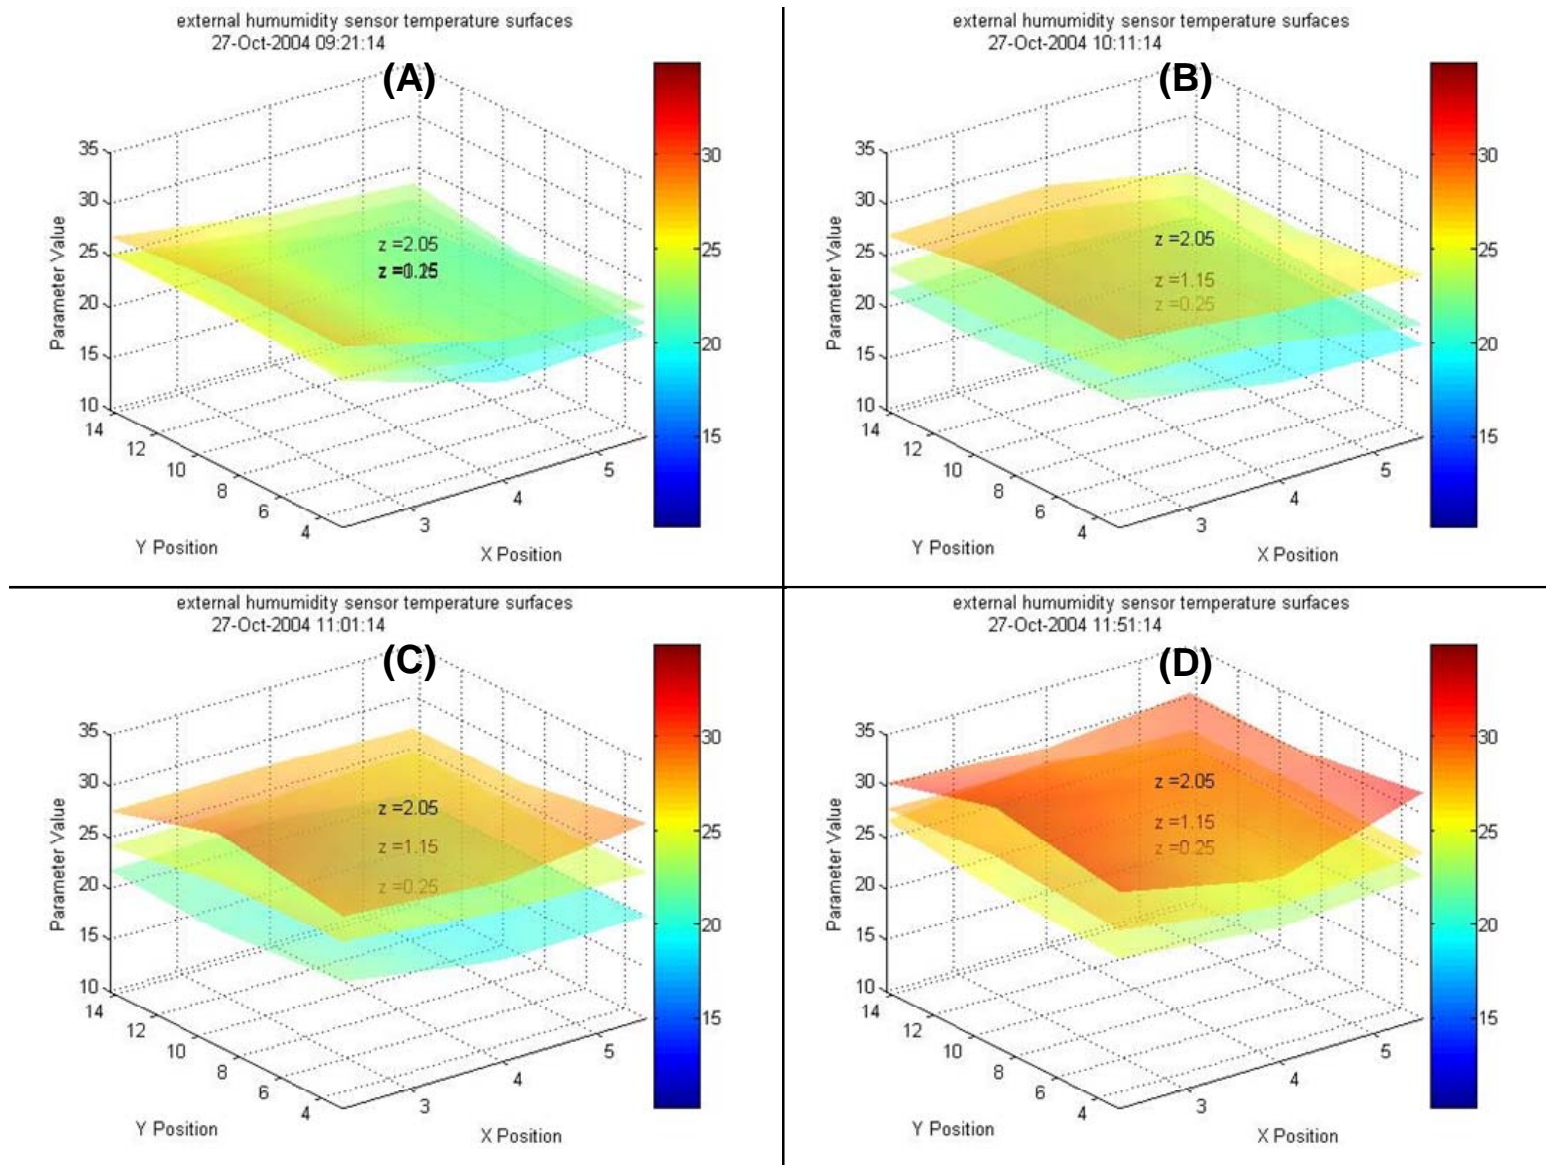 external humumidity sensor temperature surfaces
27-Oct-2004 09:21:14
(A)
35
30
25
20
15
10
Parameter Value
z =2.05
z =0.25
14
12
10
8
6
4
Y Position
3
4
5
X Position
30
25
20
15
external humumidity sensor temperature surfaces
27-Oct-2004 10:11:14
(B)
35
30
25
20
15
10
Parameter Value
z =2.05
z =1.15
z =0.25
14
12
10
8
6
4
Y Position
3
4
5
X Position
30
25
20
15
external humumidity sensor temperature surfaces
27-Oct-2004 11:01:14
(C)
35
30
25
20
15
10
Parameter Value
z =2.05
z =1.15
z =0.25
14
12
10
8
6
4
Y Position
3
4
5
X Position
30
25
20
15
external humumidity sensor temperature surfaces
27-Oct-2004 11:51:14
(D)
35
30
25
20
15
10
Parameter Value
z =2.05
z =1.15
z =0.25
14
12
10
8
6
4
Y Position
3
4
5
X Position
30
25
20
15